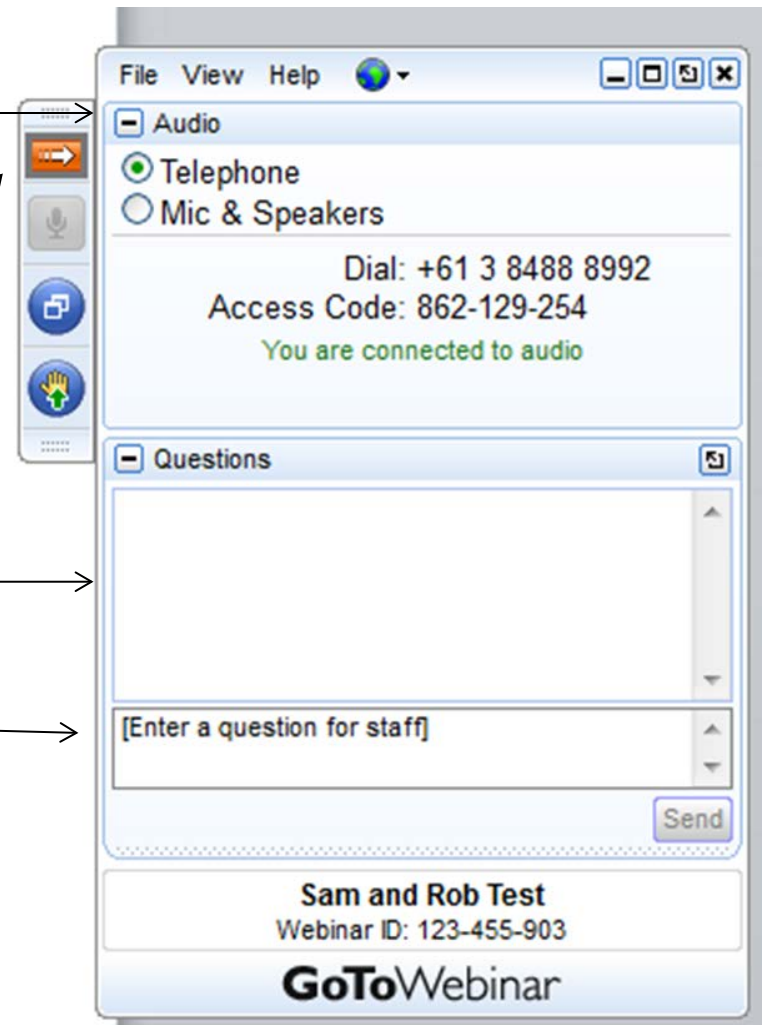 File View Help
Audio
Telephone
Mic & Speakers
Dial: +61 3 8488 8992
Access Code: 862-129-254
You are connected to audio
Questions
[Enter a question for staff]
Send
Sam and Rob Test
Webinar ID: 123-455-903
GoToWebinar